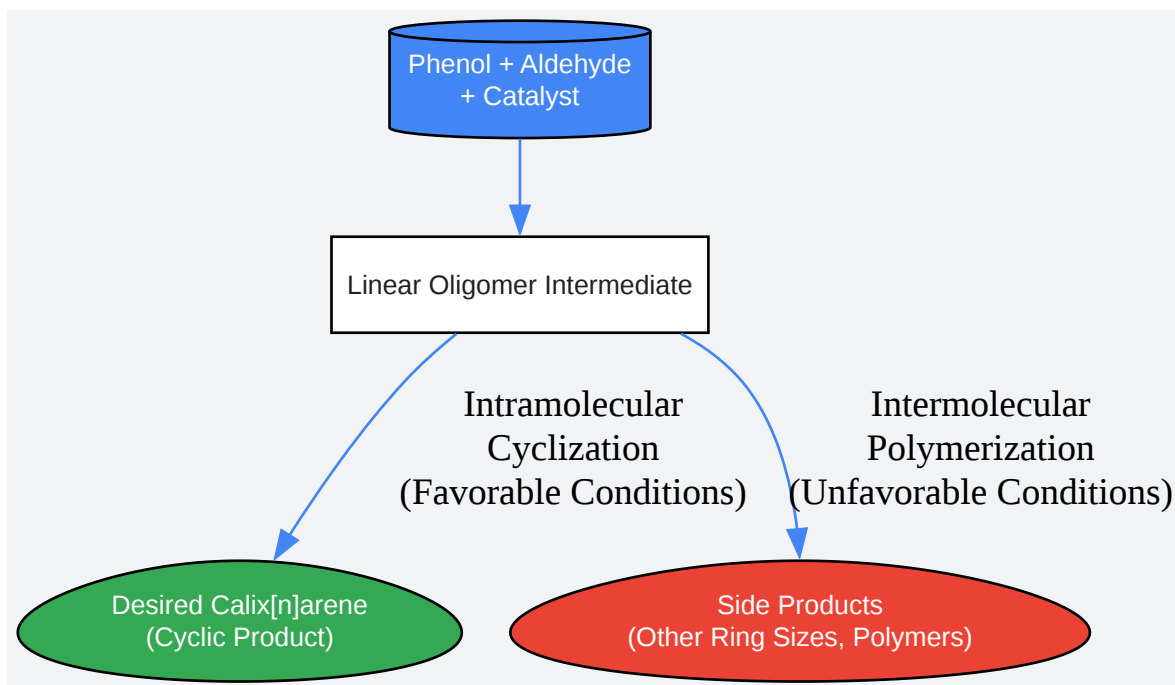 Phenol + Aldehyde
+ Catalyst
Linear Oligomer Intermediate
Intramolecular
Cyclization
(Favorable Conditions)
Intermolecular
Polymerization
(Unfavorable Conditions)
Desired Calix[n]arene
(Cyclic Product)
Side Products
(Other Ring Sizes, Polymers)